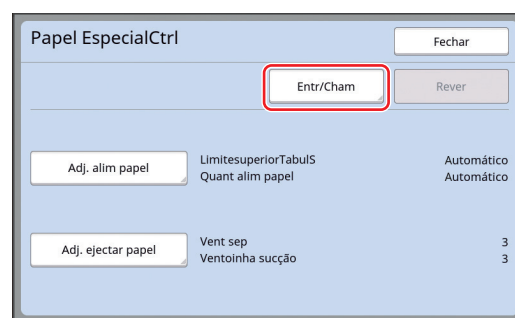 Papel EspecialCtrl
Fechar
Entr/Cham
Rever
Adj. alim papel
LimitesuperiorTabulS Automático
Quant alim papel Automático
Adj. ejectar papel
Vent sep 3
Ventoinha sucção 3